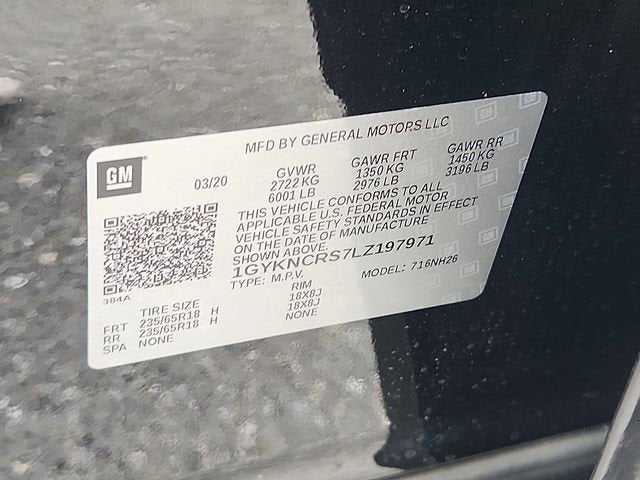 MFD BY GENERAL MOTORS LLC
GM
03/20
GVWR
2722 KG
6001 LB
GAWR FRT
1350 KG
2976 LB
GAWR RR
1450 KG
3196 LB
THIS VEHICLE CONFORMS TO ALL
APPLICABLE U.S. FEDERAL MOTOR
VEHICLE SAFETY STANDARDS IN EFFECT
ON THE DATE OF MANUFACTURE
SHOWN ABOVE.
1GYKNCRS7LZ197971
TYPE: M.P.V. MODEL: 716NH26
384A
TIRE SIZE RIM
FRT 235/65R18 H 18X8J
RR 235/65R18 H 18X8J
SPA NONE NONE